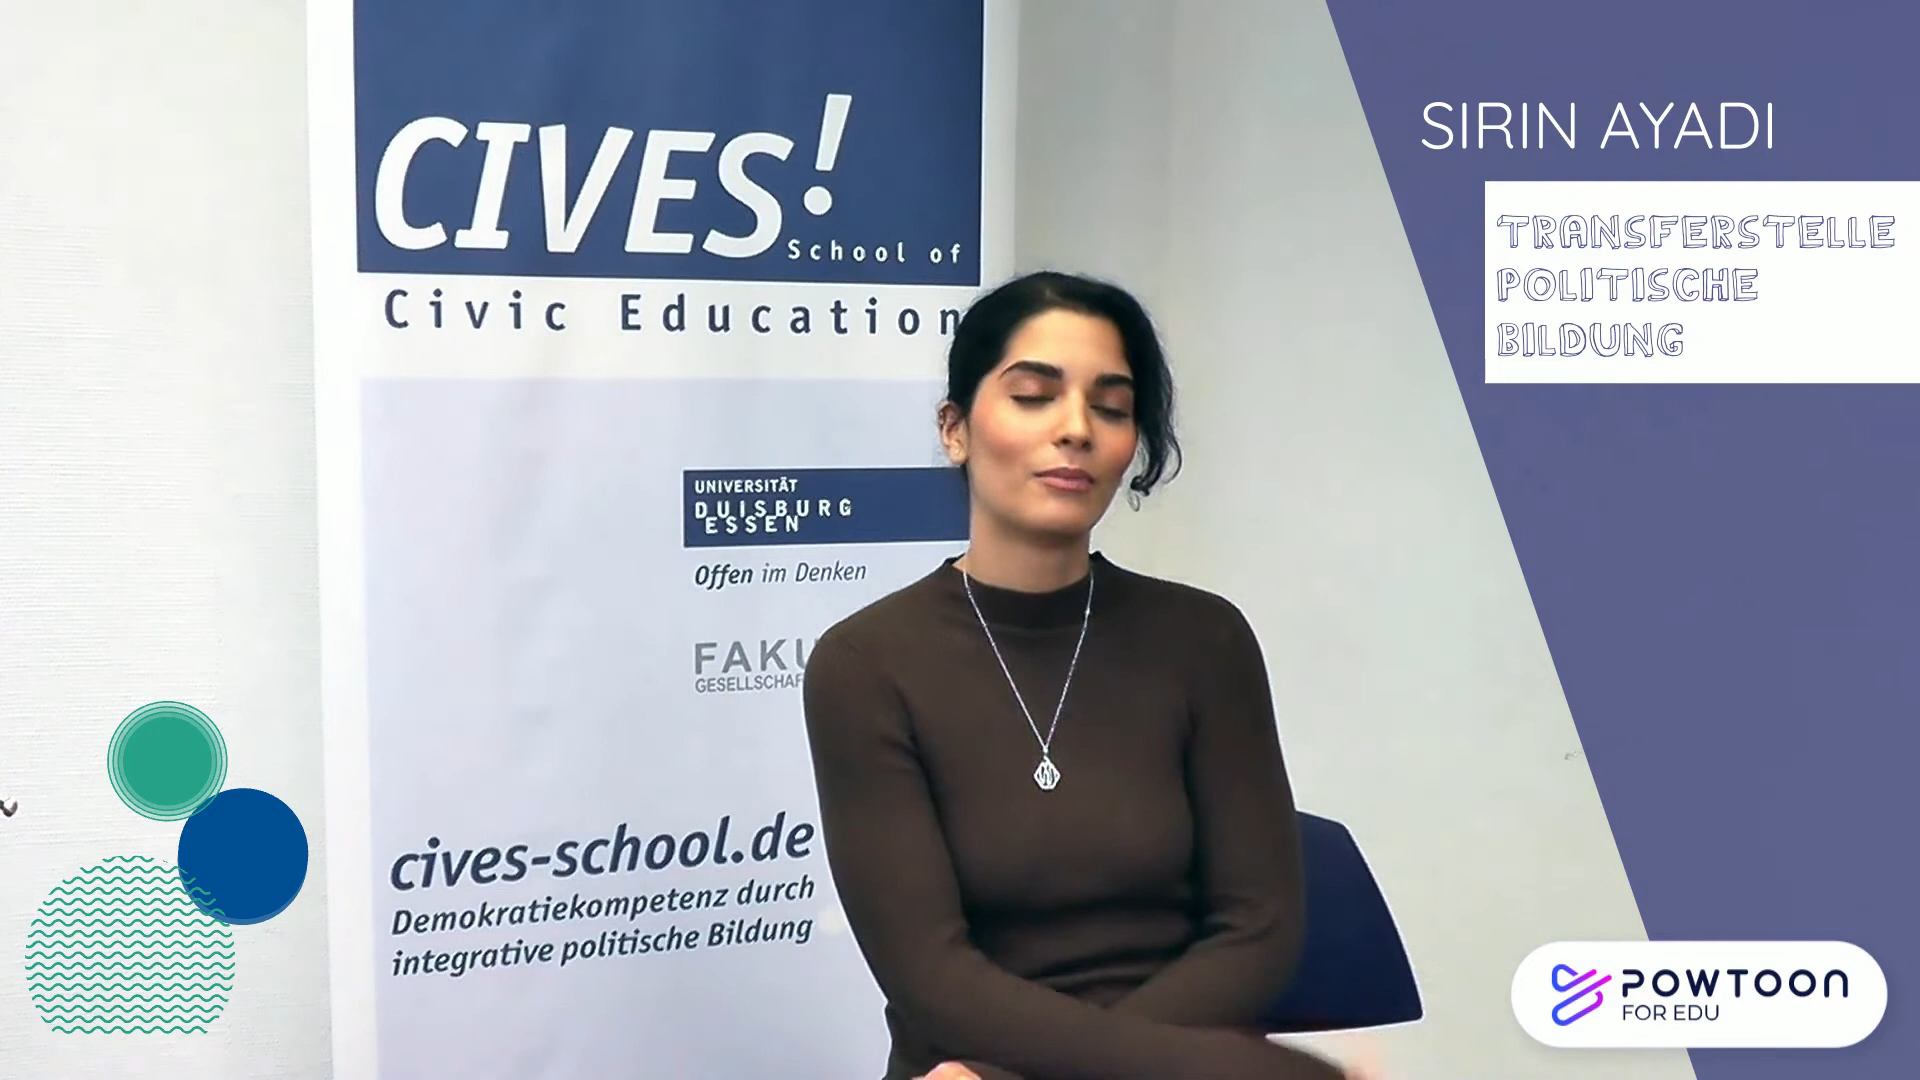 CIVES!
School of
Civic Education
UNIVERSITÄT
DUISBURG
ESSEN
Offen im Denken
cives-school.de
Demokratiekompetenz durch
integrative politische Bildung
SIRIN AYADI
TRANSFERSTELLE
POLITISCHE
BILDUNG
POWTOON
FOR EDU